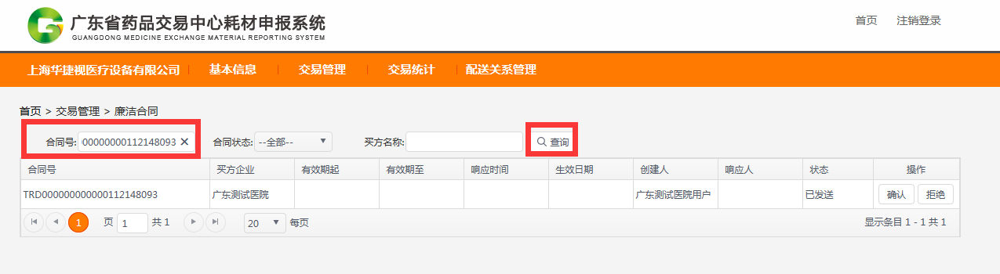 广东省药品交易中心耗材申报系统
GUANGDONG MEDICINE EXCHANGE MATERIAL REPORTING SYSTEM
首页 注销登录
上海华捷视医疗设备有限公司 基本信息 交易管理 交易统计 配送关系管理
首页 > 交易管理 > 廉洁合同
合同号: 00000000112148093 合同状态: --全部-- 买方名称: 查询
合同号 买方企业 有效期起 有效期至 响应时间 生效日期 创建人 响应人 状态 操作
TRD000000000000112148093 广东测试医院 广东测试医院用户 已发送 确认 拒绝
1 页 1 共 1 20 每页 显示条目 1 - 1 共 1